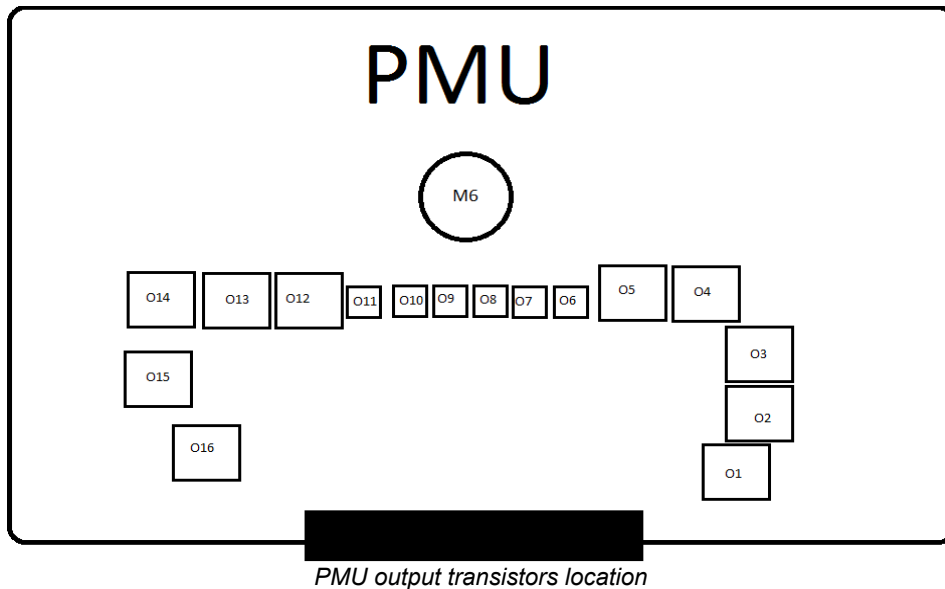 PMU
M6
O14
O13
O12
O11
O10
O9
O8
O7
O6
O5
O4
O3
O15
O2
O16
O1
PMU output transistors location